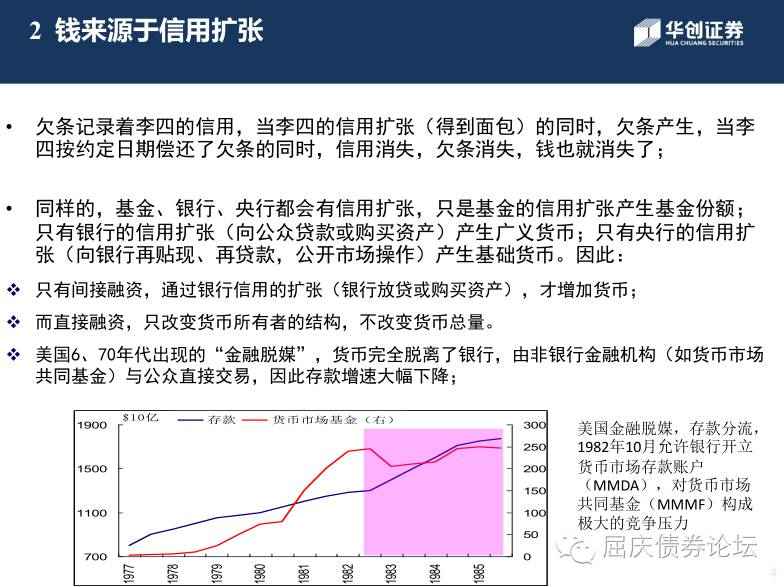 2 钱来源于信用扩张
华创证券
HUA CHUANG SECURITIES
• 欠条记录着李四的信用，当李四的信用扩张（得到面包）的同时，欠条产生，当李
四按约定日期偿还了欠条的同时，信用消失，欠条消失，钱也就消失了；
• 同样的，基金、银行、央行都会有信用扩张，只是基金的信用扩张产生基金份额；
只有银行的信用扩张（向公众贷款或购买资产）产生广义货币；只有央行的信用扩
张（向银行再贴现、再贷款，公开市场操作）产生基础货币。因此：
❖ 只有间接融资，通过银行信用的扩张（银行放贷或购买资产），才增加货币；
❖ 而直接融资，只改变货币所有者的结构，不改变货币总量。
❖ 美国6、70年代出现的“金融脱媒”，货币完全脱离了银行，由非银行金融机构（如货币市场
共同基金）与公众直接交易，因此存款增速大幅下降；
$10亿
存款
货币市场基金（右）
1900
1500
1100
700
300
250
200
150
100
50
0
1977
1978
1979
1980
1981
1982
1983
1984
1985
美国金融脱媒，存款分流，
1982年10月允许银行开立
货币市场存款账户
（MMDA），对货币市场
共同基金（MMMF）构成
极大的竞争压力
屈庆债券论坛
4